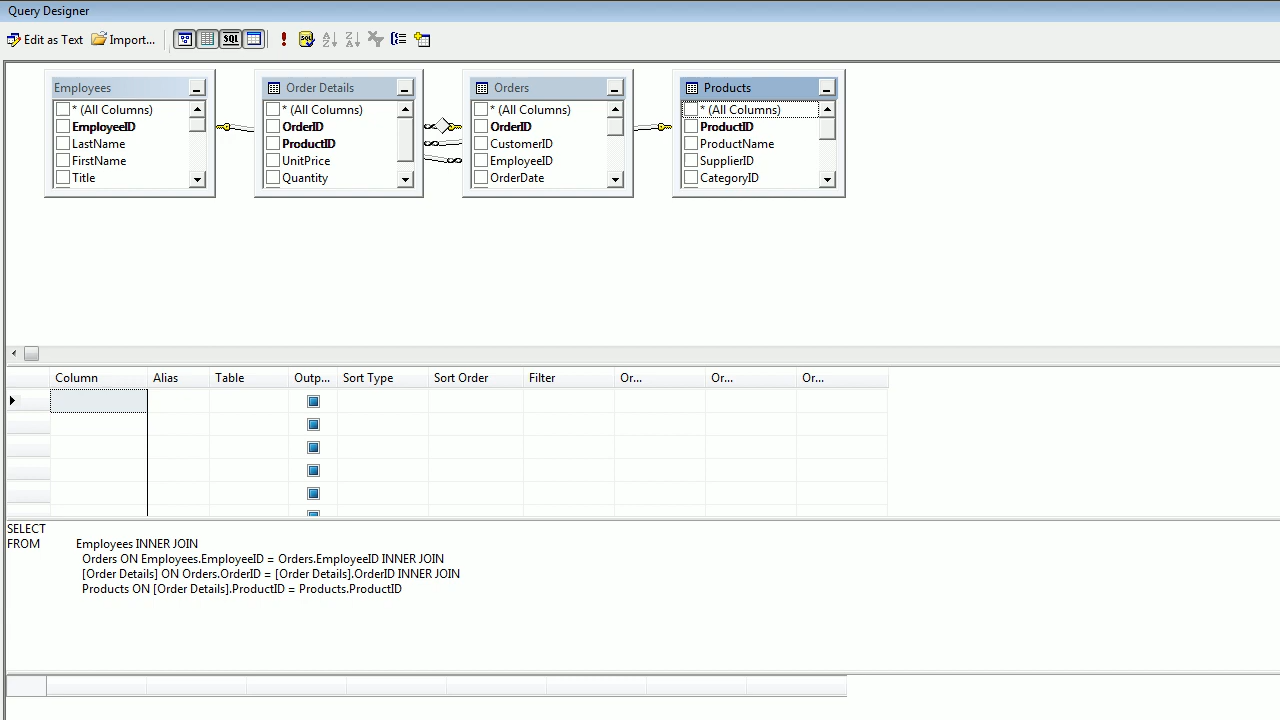 Query Designer
Edit as Text Import... SQL
Employees
* (All Columns)
EmployeeID
LastName
FirstName
Title
Order Details
* (All Columns)
OrderID
ProductID
UnitPrice
Quantity
Orders
* (All Columns)
OrderID
CustomerID
EmployeeID
OrderDate
Products
* (All Columns)
ProductID
ProductName
SupplierID
CategoryID
Column Alias Table Outp... Sort Type Sort Order Filter Or... Or... Or...
SELECT
FROM Employees INNER JOIN
Orders ON Employees.EmployeeID = Orders.EmployeeID INNER JOIN
[Order Details] ON Orders.OrderID = [Order Details].OrderID INNER JOIN
Products ON [Order Details].ProductID = Products.ProductID